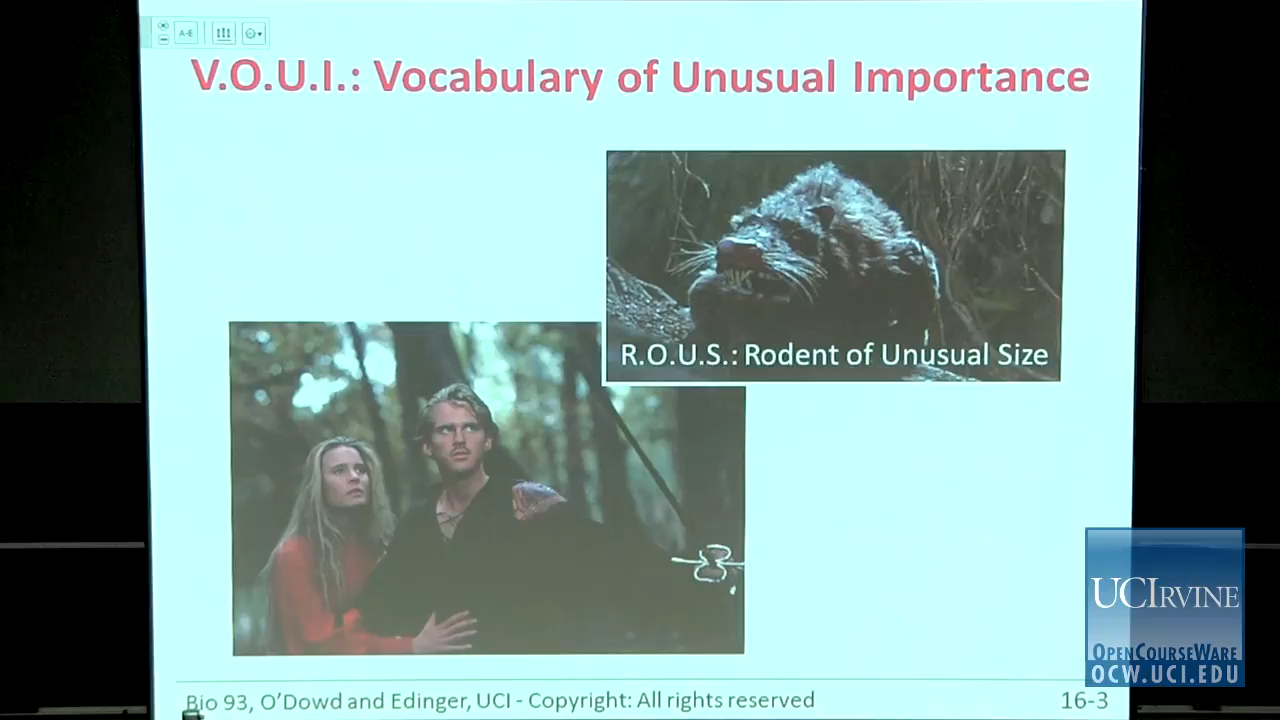 A-E
V.O.U.I.: Vocabulary of Unusual Importance
R.O.U.S.: Rodent of Unusual Size
UCIRVINE
OPENCOURSEWARE
OCW.UCI.EDU
Bio 93, O'Dowd and Edinger, UCI - Copyright: All rights reserved
16-3